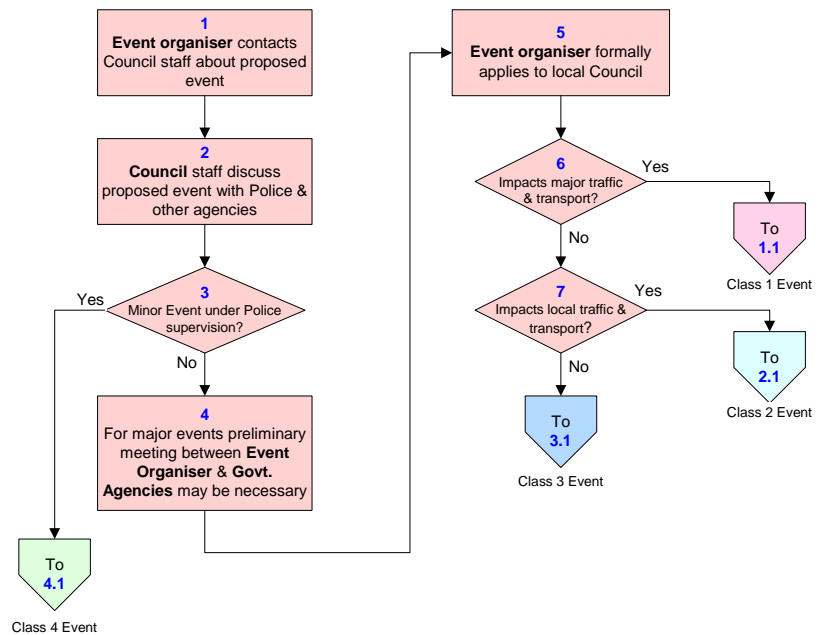 1
Event organiser contacts
Council staff about proposed
event
2
Council staff discuss
proposed event with Police &
other agencies
3
Minor Event under Police
supervision?
Yes
No
4
For major events preliminary
meeting between Event
Organiser & Govt.
Agencies may be necessary
To
4.1
Class 4 Event
5
Event organiser formally
applies to local Council
6
Impacts major traffic
& transport?
Yes
To
1.1
Class 1 Event
No
7
Impacts local traffic &
transport?
Yes
To
2.1
Class 2 Event
No
To
3.1
Class 3 Event